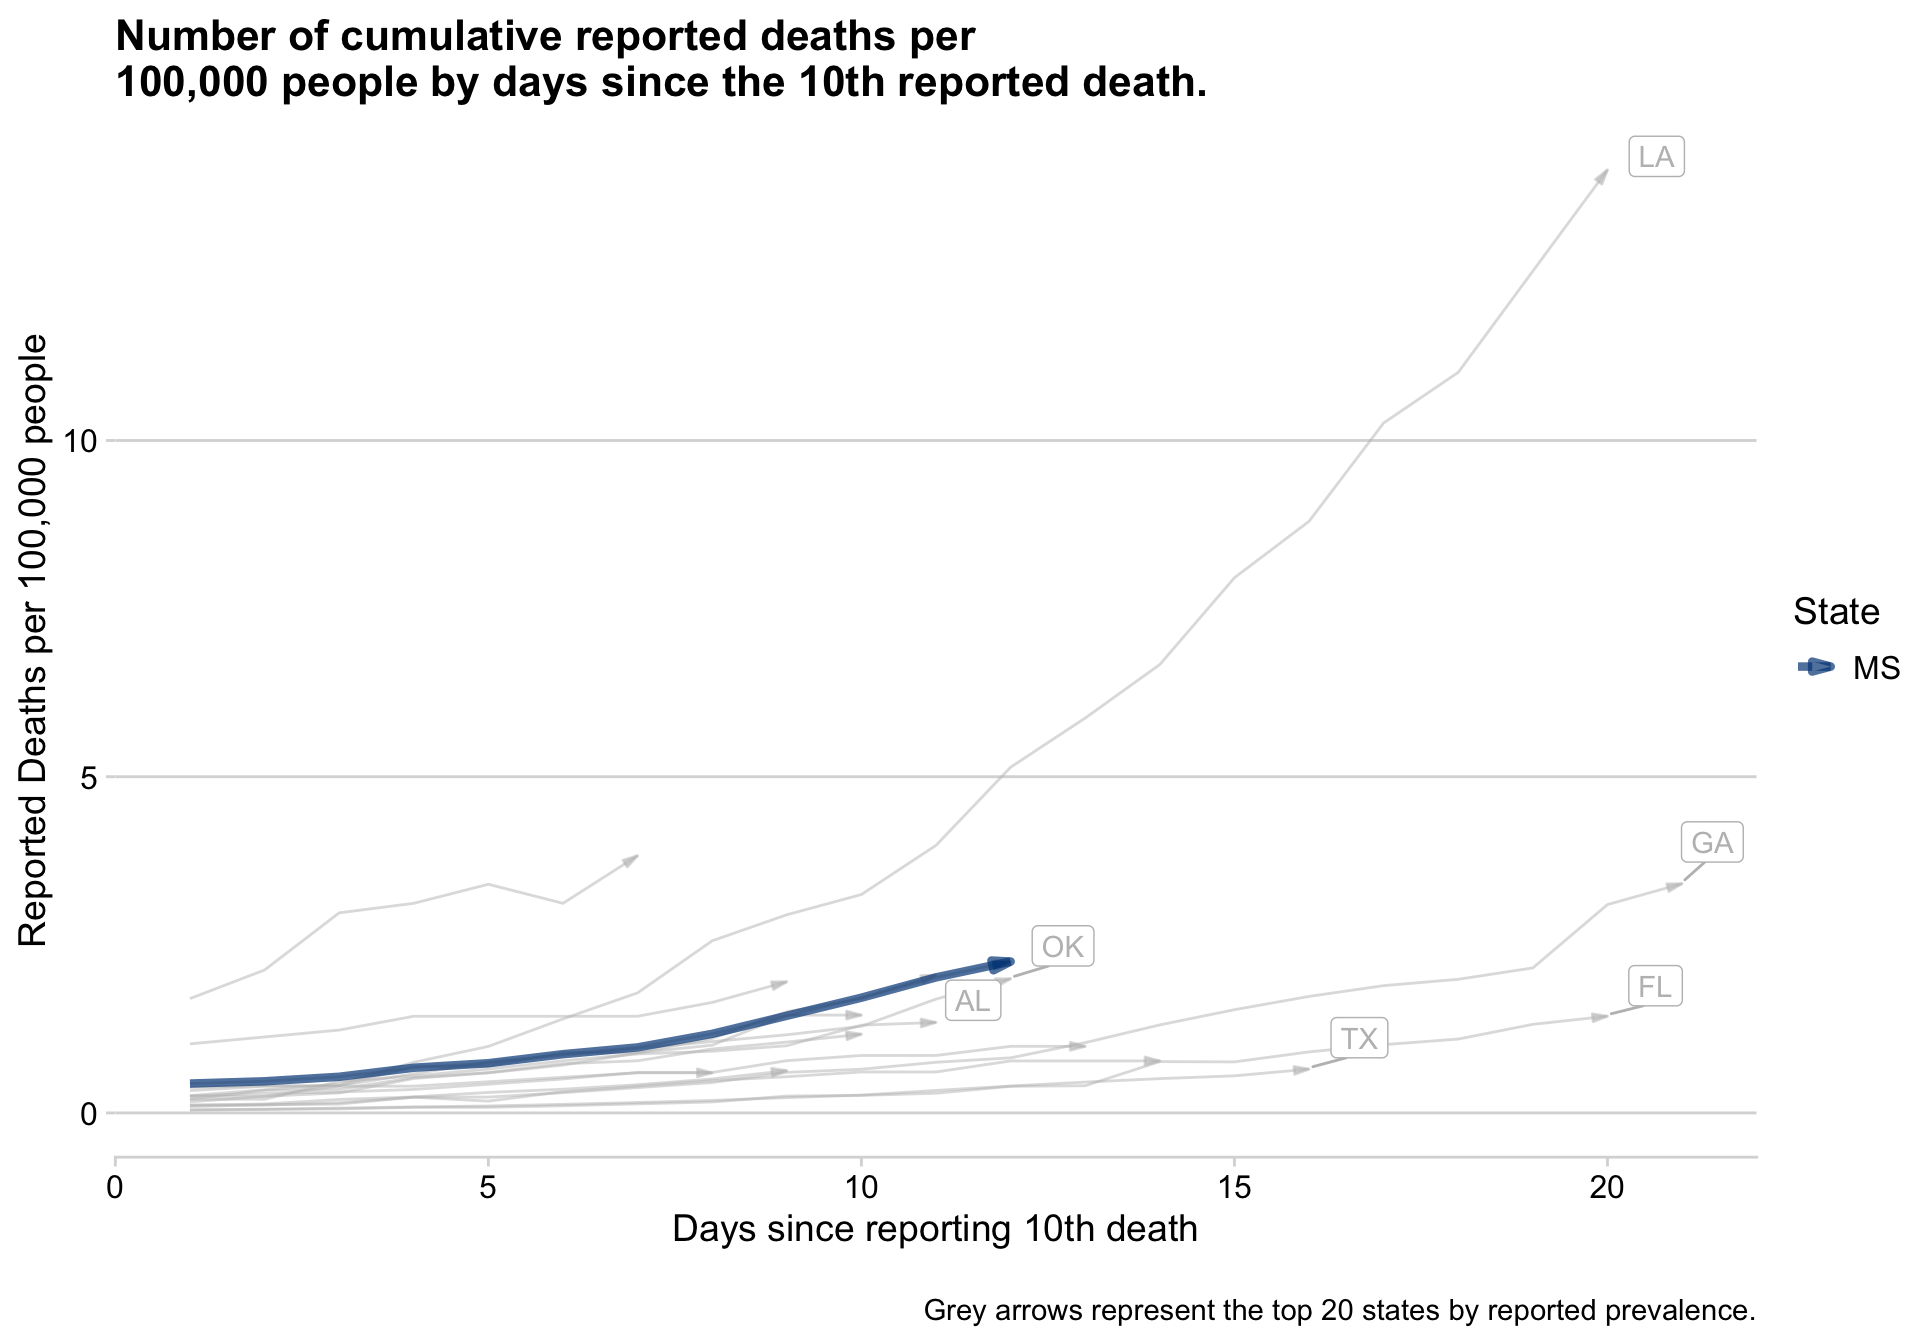 Number of cumulative reported deaths per
100,000 people by days since the 10th reported death.
Reported Deaths per 100,000 people
10
5
0
LA
GA
OK
AL
FL
TX
State
MS
0 5 10 15 20
Days since reporting 10th death
Grey arrows represent the top 20 states by reported prevalence.